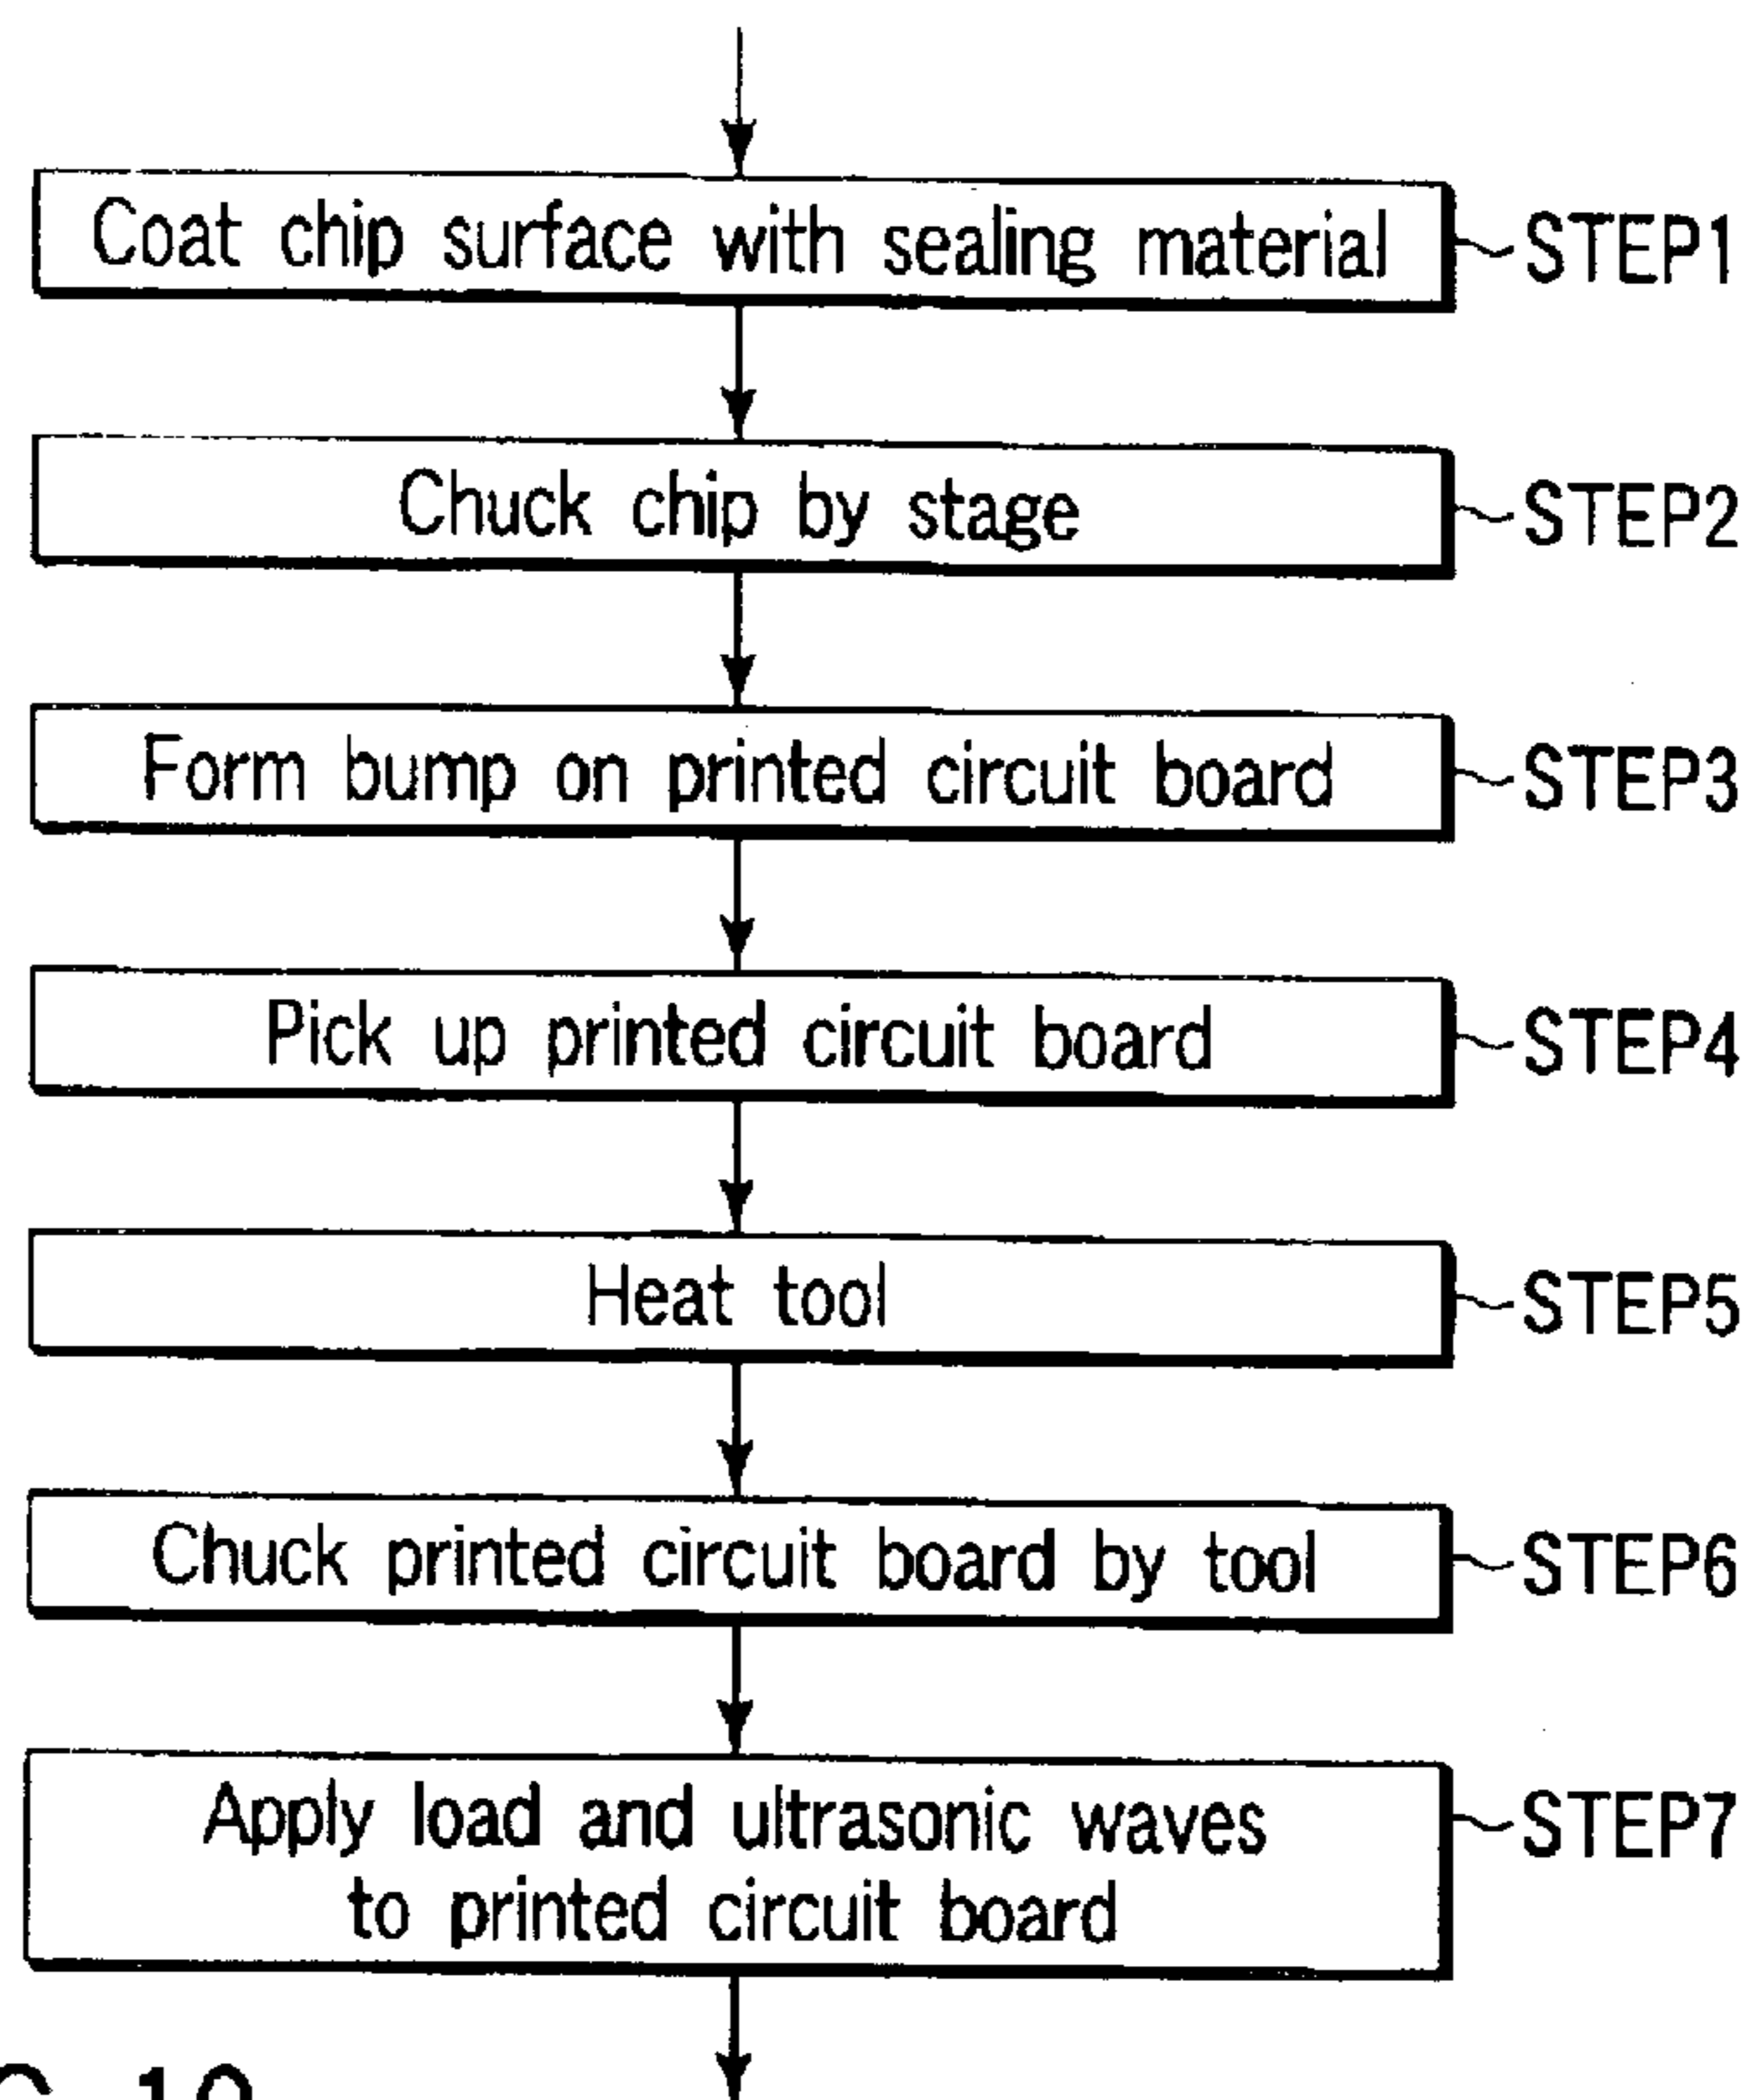 Coat chip surface with sealing material STEP1
Chuck chip by stage STEP2
Form bump on printed circuit board STEP3
Pick up printed circuit board STEP4
Heat tool STEP5
Chuck printed circuit board by tool STEP6
Apply load and ultrasonic waves STEP7
to printed circuit board